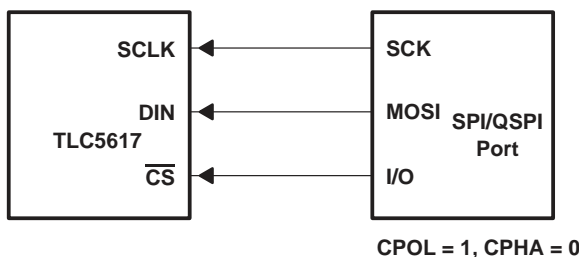 SCLK
SCK
DIN
MOSI
TLC5617
SPI/QSPI
Port
CS
I/O
CPOL = 1, CPHA = 0